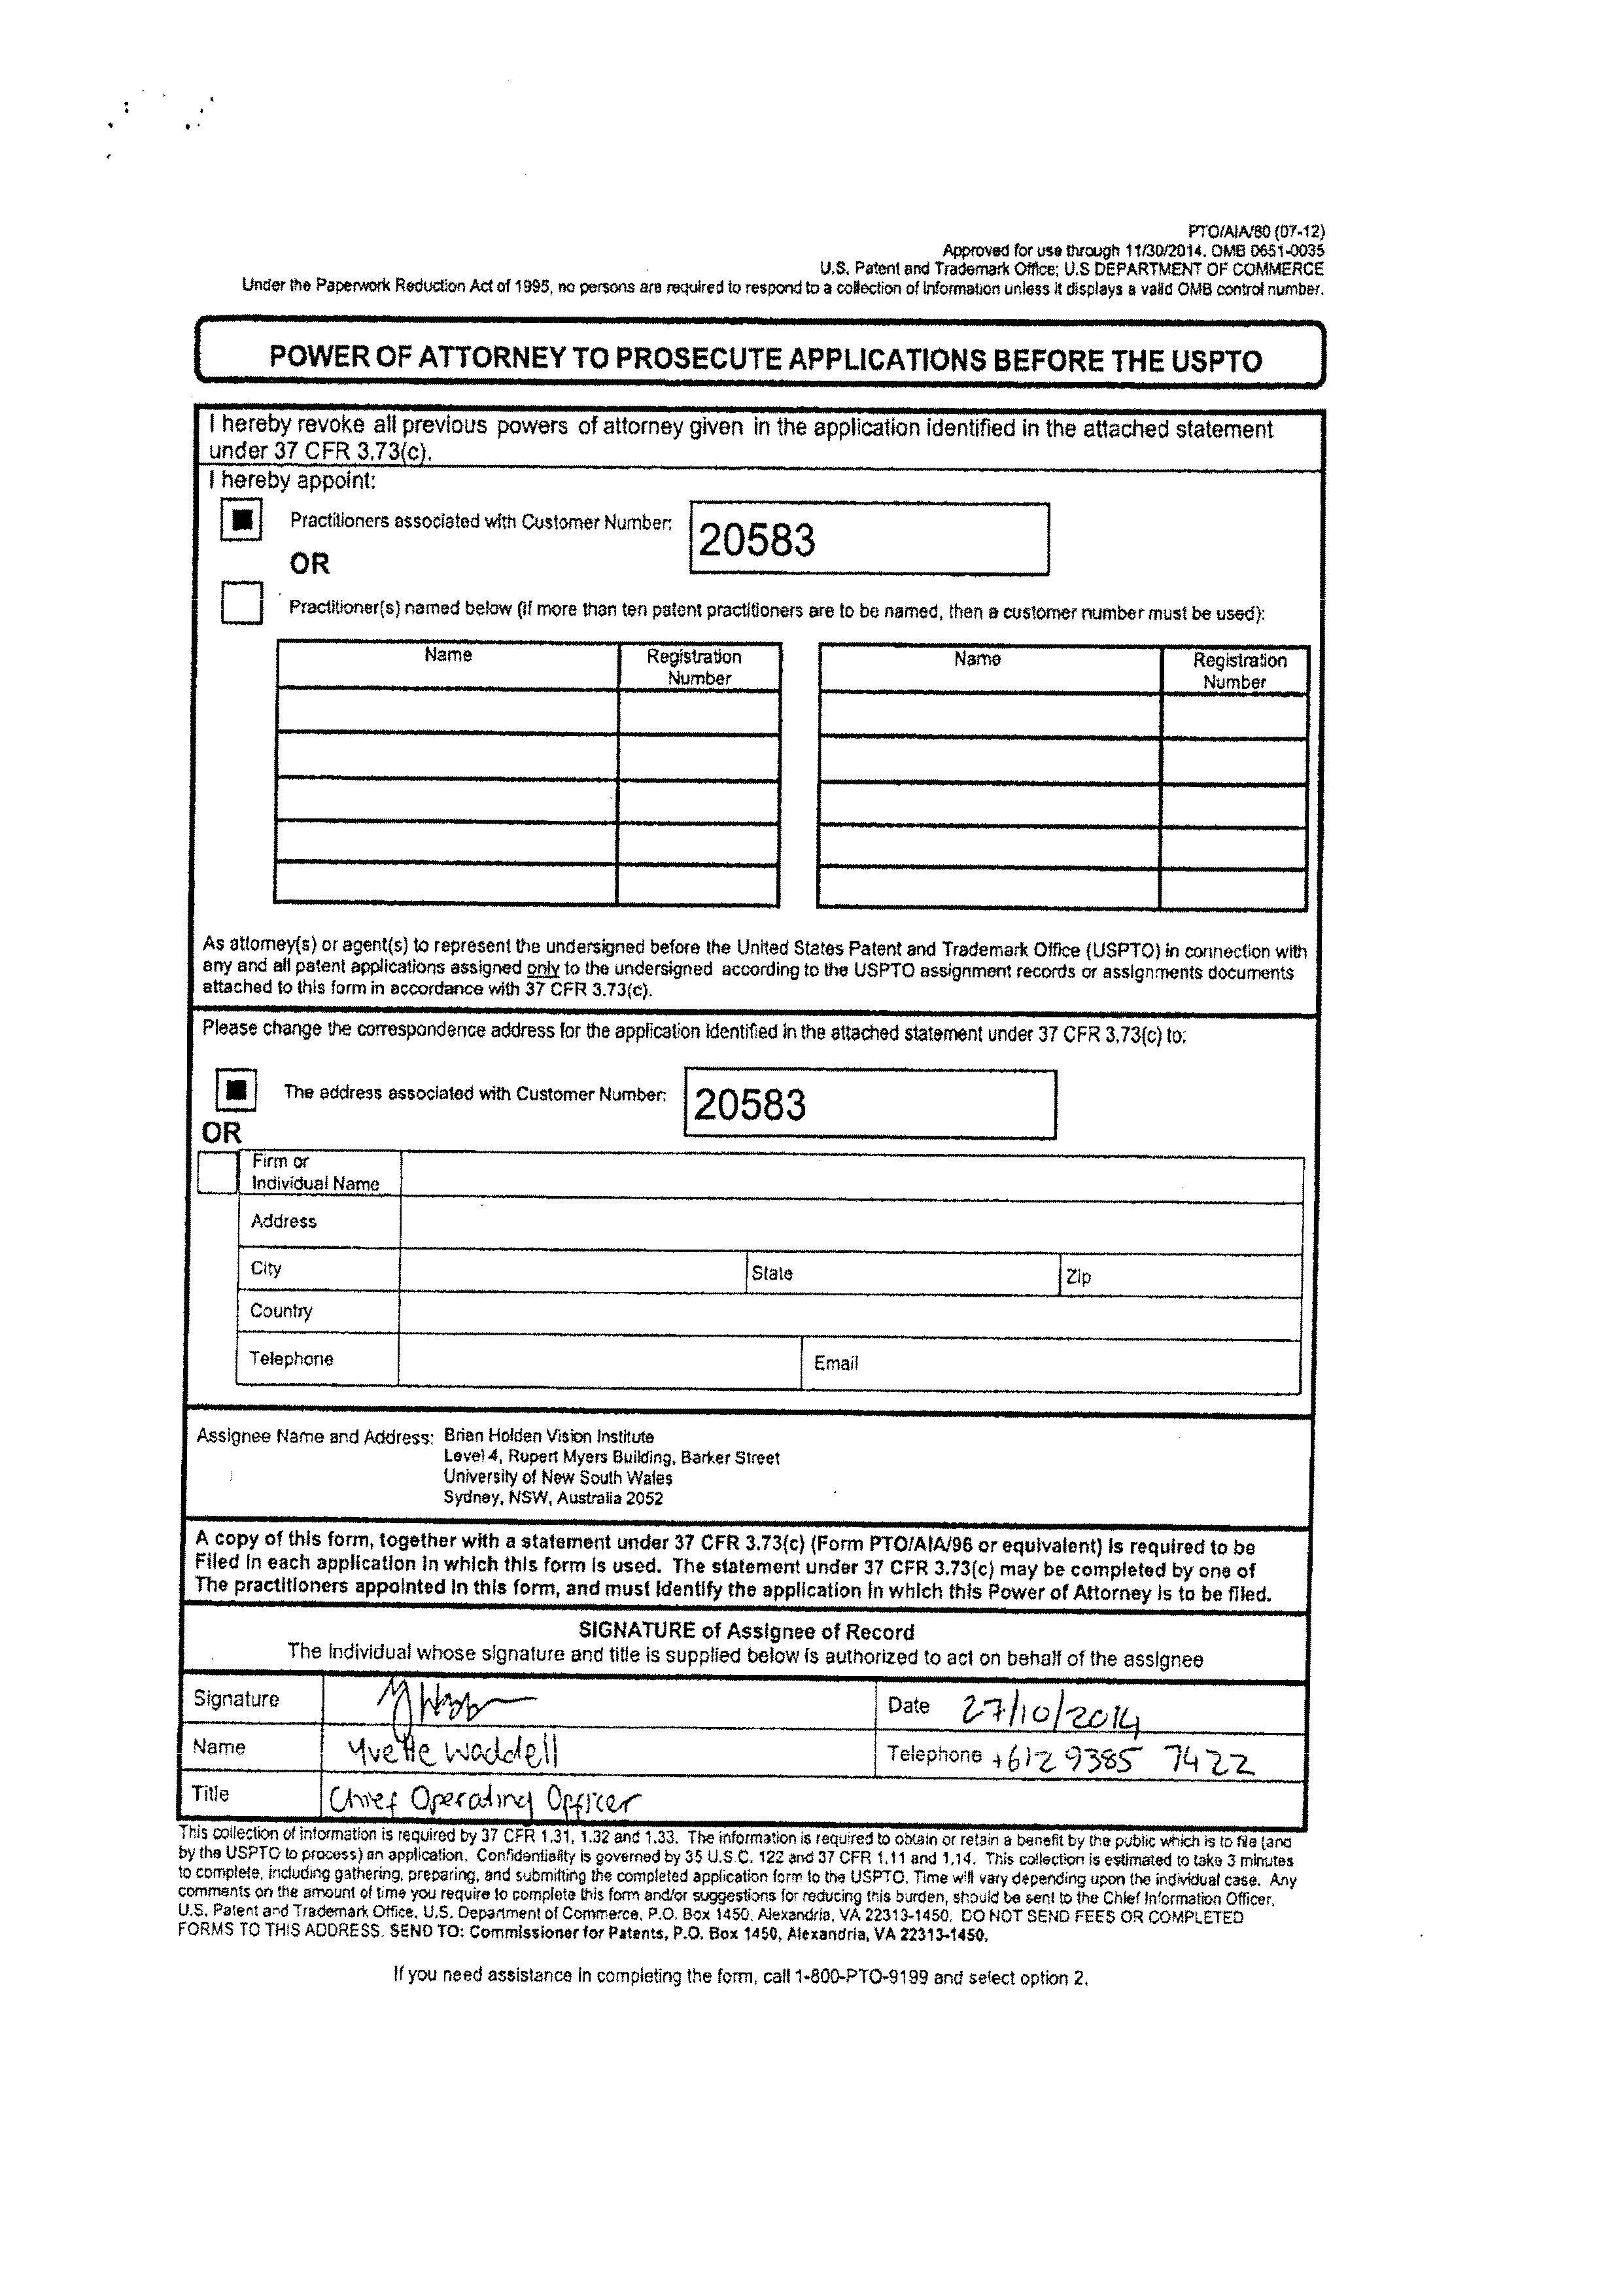 PTO/AIA/80 (07-12)
Approved for use through 11/30/2014. OMB 0651-0035
U.S. Patent and Trademark Office; U.S DEPARTMENT OF COMMERCE
Under the Paperwork Reduction Act of 1995, no persons are required to respond to a collection of information unless it displays a valid OMB control number.
POWER OF ATTORNEY TO PROSECUTE APPLICATIONS BEFORE THE USPTO
I hereby revoke all previous powers of attorney given in the application identified in the attached statement
under 37 CFR 3.73(c).
I hereby appoint:
Practitioners associated with Customer Number: 20583
OR
Practitioner(s) named below (if more than ten patent practitioners are to be named, then a customer number must be used):
Name Registration Number Name Registration Number
As attorney(s) or agent(s) to represent the undersigned before the United States Patent and Trademark Office (USPTO) in connection with
any and all patent applications assigned only to the undersigned according to the USPTO assignment records or assignments documents
attached to this form in accordance with 37 CFR 3.73(c).
Please change the correspondence address for the application identified in the attached statement under 37 CFR 3.73(c) to:
The address associated with Customer Number: 20583
OR
Firm or
Individual Name
Address
City State Zip
Country
Telephone Email
Assignee Name and Address: Brien Holden Vision Institute
Level 4, Rupert Myers Building, Barker Street
University of New South Wales
Sydney, NSW, Australia 2052
A copy of this form, together with a statement under 37 CFR 3.73(c) (Form PTO/AIA/96 or equivalent) is required to be
Filed in each application in which this form is used. The statement under 37 CFR 3.73(c) may be completed by one of
The practitioners appointed in this form, and must identify the application in which this Power of Attorney is to be filed.
SIGNATURE of Assignee of Record
The individual whose signature and title is supplied below is authorized to act on behalf of the assignee
Signature Date 27/10/2014
Name Yvette Waddell Telephone +612 9385 7422
Title Chief Operating Officer
This collection of information is required by 37 CFR 1.31, 1.32 and 1.33. The information is required to obtain or retain a benefit by the public which is to file (and
by the USPTO to process) an application. Confidentiality is governed by 35 U.S.C. 122 and 37 CFR 1.11 and 1.14. This collection is estimated to take 3 minutes
to complete, including gathering, preparing, and submitting the completed application form to the USPTO. Time will vary depending upon the individual case. Any
comments on the amount of time you require to complete this form and/or suggestions for reducing this burden, should be sent to the Chief Information Officer,
U.S. Patent and Trademark Office, U.S. Department of Commerce, P.O. Box 1450, Alexandria, VA 22313-1450. DO NOT SEND FEES OR COMPLETED
FORMS TO THIS ADDRESS. SEND TO: Commissioner for Patents, P.O. Box 1450, Alexandria, VA 22313-1450.
If you need assistance in completing the form, call 1-800-PTO-9199 and select option 2.